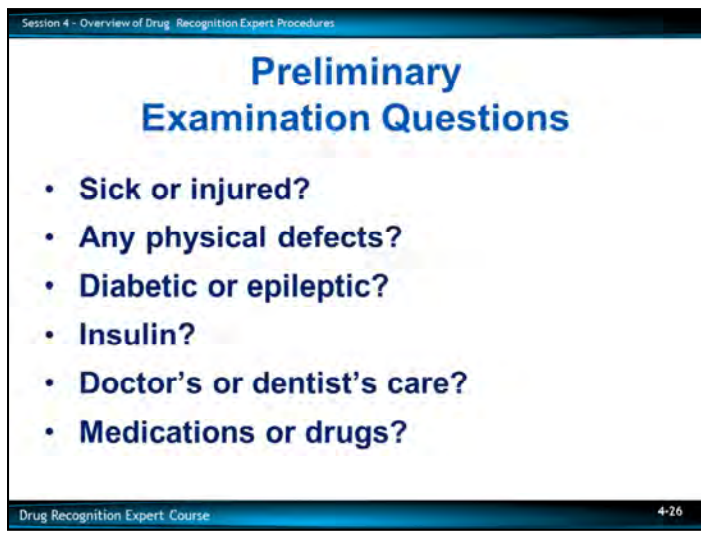 Session 4 - Overview of Drug Recognition Expert Procedures
Preliminary
Examination Questions
• Sick or injured?
• Any physical defects?
• Diabetic or epileptic?
• Insulin?
• Doctor's or dentist's care?
• Medications or drugs?
Drug Recognition Expert Course
4-26